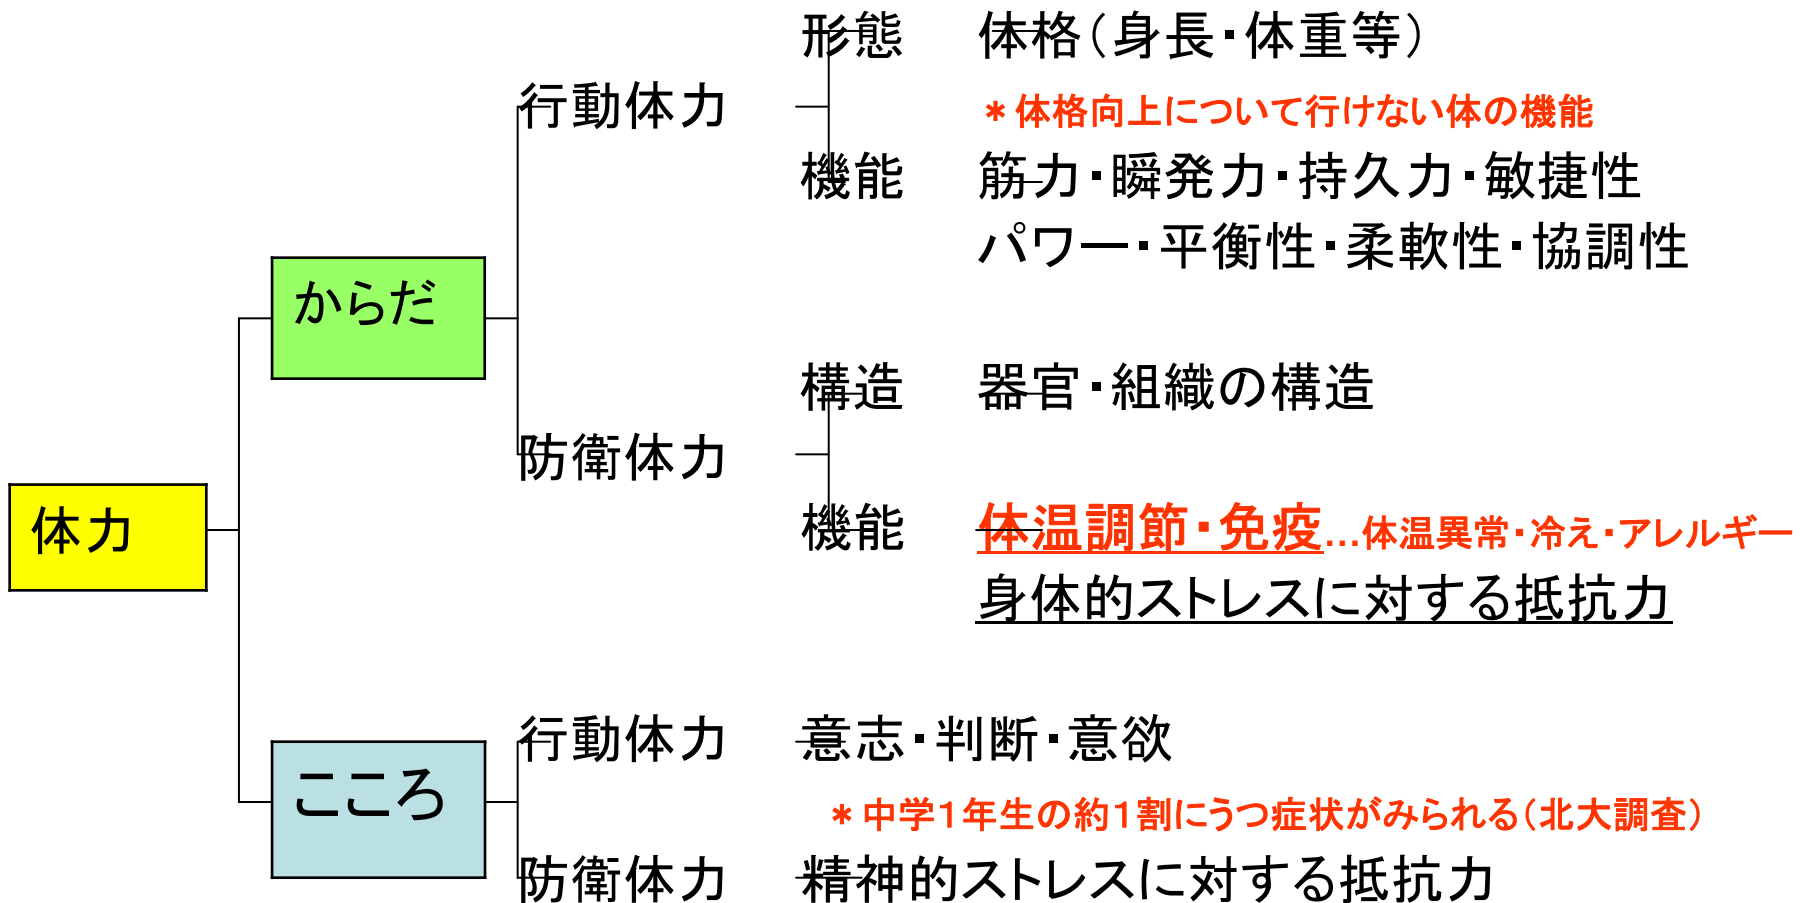 形態 体格（身長・体重等）
行動体力
＊体格向上について行けない体の機能
機能 筋力・瞬発力・持久力・敏捷性
パワー・平衡性・柔軟性・協調性
からだ
構造 器官・組織の構造
防衛体力
体力
機能 体温調節・免疫…体温異常・冷え・アレルギー
身体的ストレスに対する抵抗力
行動体力 意志・判断・意欲
こころ
＊中学１年生の約１割にうつ症状がみられる（北大調査）
防衛体力 精神的ストレスに対する抵抗力